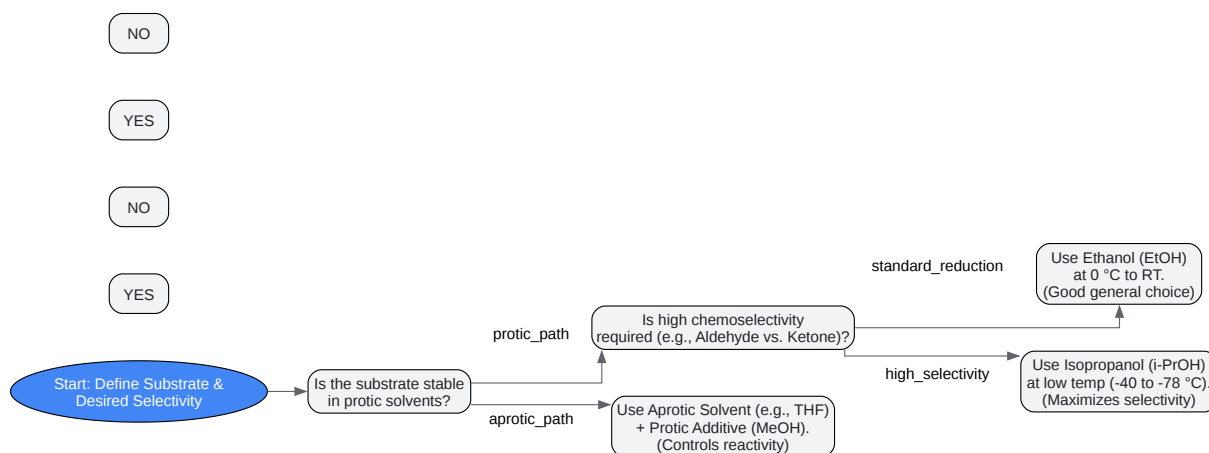 NO
YES
NO
YES
Start: Define Substrate &
Desired Selectivity
Is the substrate stable
in protic solvents?
protic_path
aprotic_path
Is high chemoselectivity
required (e.g., Aldehyde vs. Ketone)?
Use Aprotic Solvent (e.g., THF)
+ Protic Additive (MeOH).
(Controls reactivity)
standard_reduction
high_selectivity
Use Ethanol (EtOH)
at 0 °C to RT.
(Good general choice)
Use Isopropanol (i-PrOH)
at low temp (-40 to -78 °C).
(Maximizes selectivity)